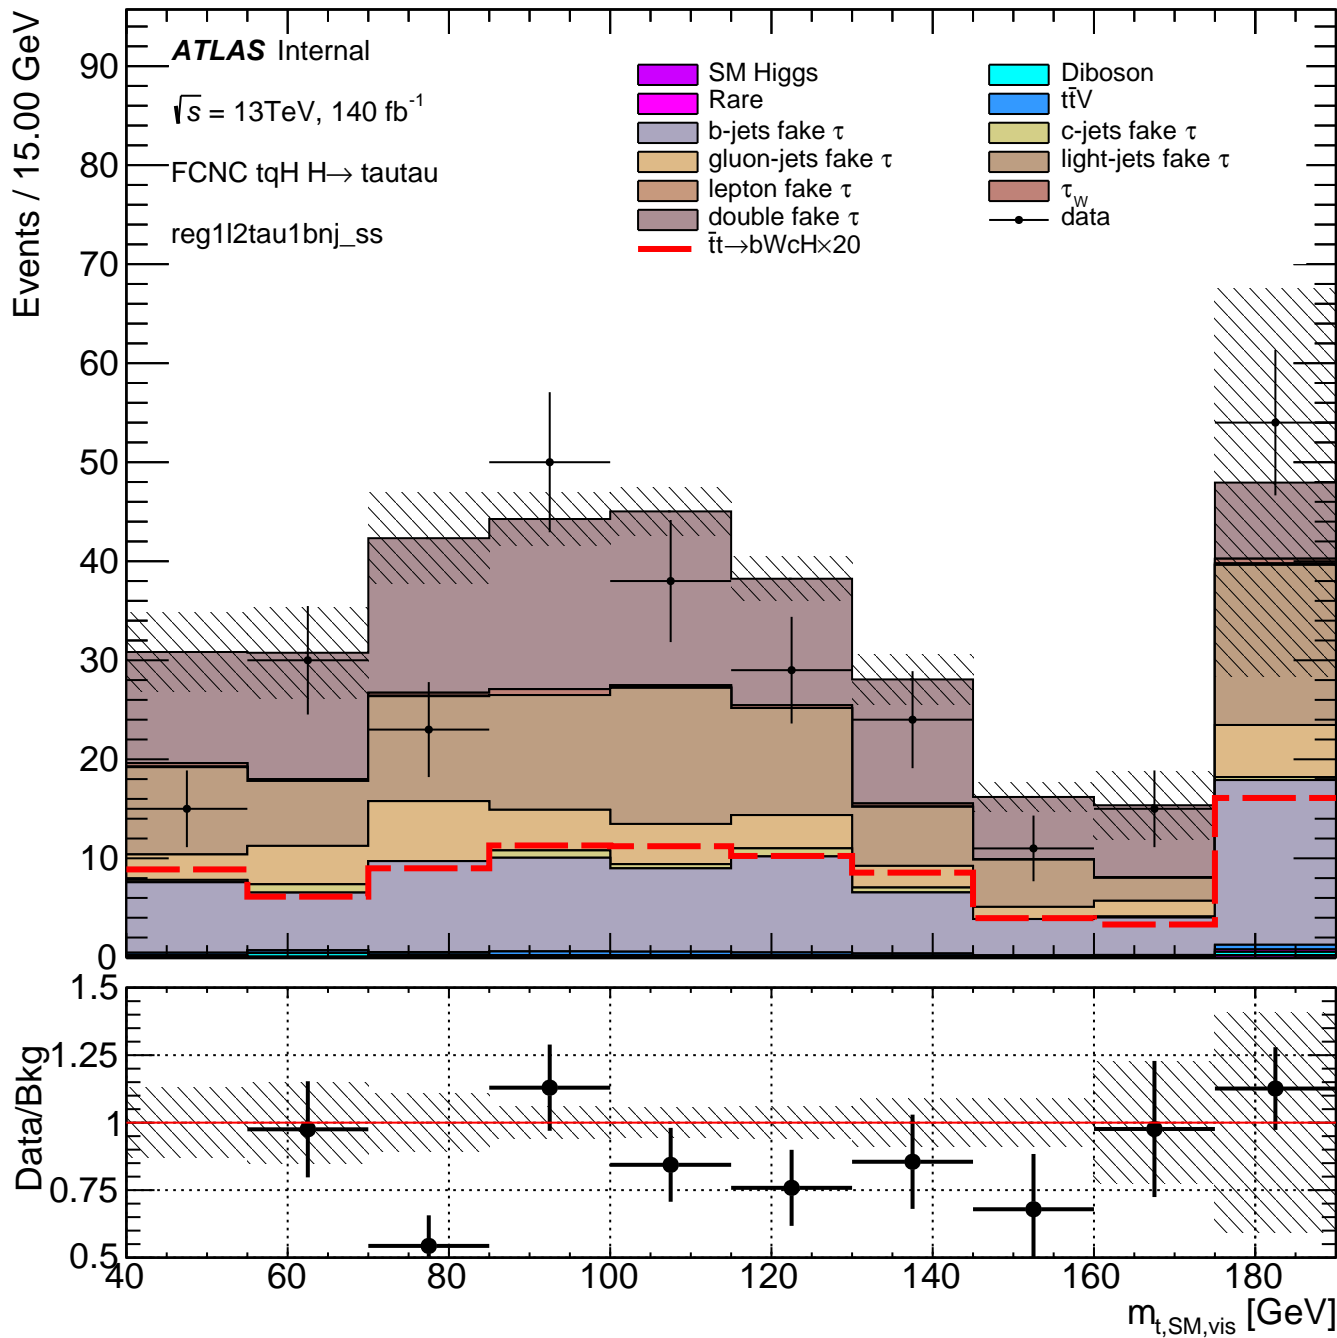 Events / 15.00 GeV
90
80
70
60
50
40
30
20
10
0
ATLAS Internal
√s = 13TeV, 140 fb⁻¹
FCNC tqH H→ tautau
reg1l2tau1bnj_ss
SM Higgs
Rare
b-jets fake τ
gluon-jets fake τ
lepton fake τ
double fake τ
t̄t→bWcH×20
Diboson
tt̄V
c-jets fake τ
light-jets fake τ
τ_W
data
Data/Bkg
1.5
1.25
1
0.75
0.5
40 60 80 100 120 140 160 180
m_t,SM,vis [GeV]